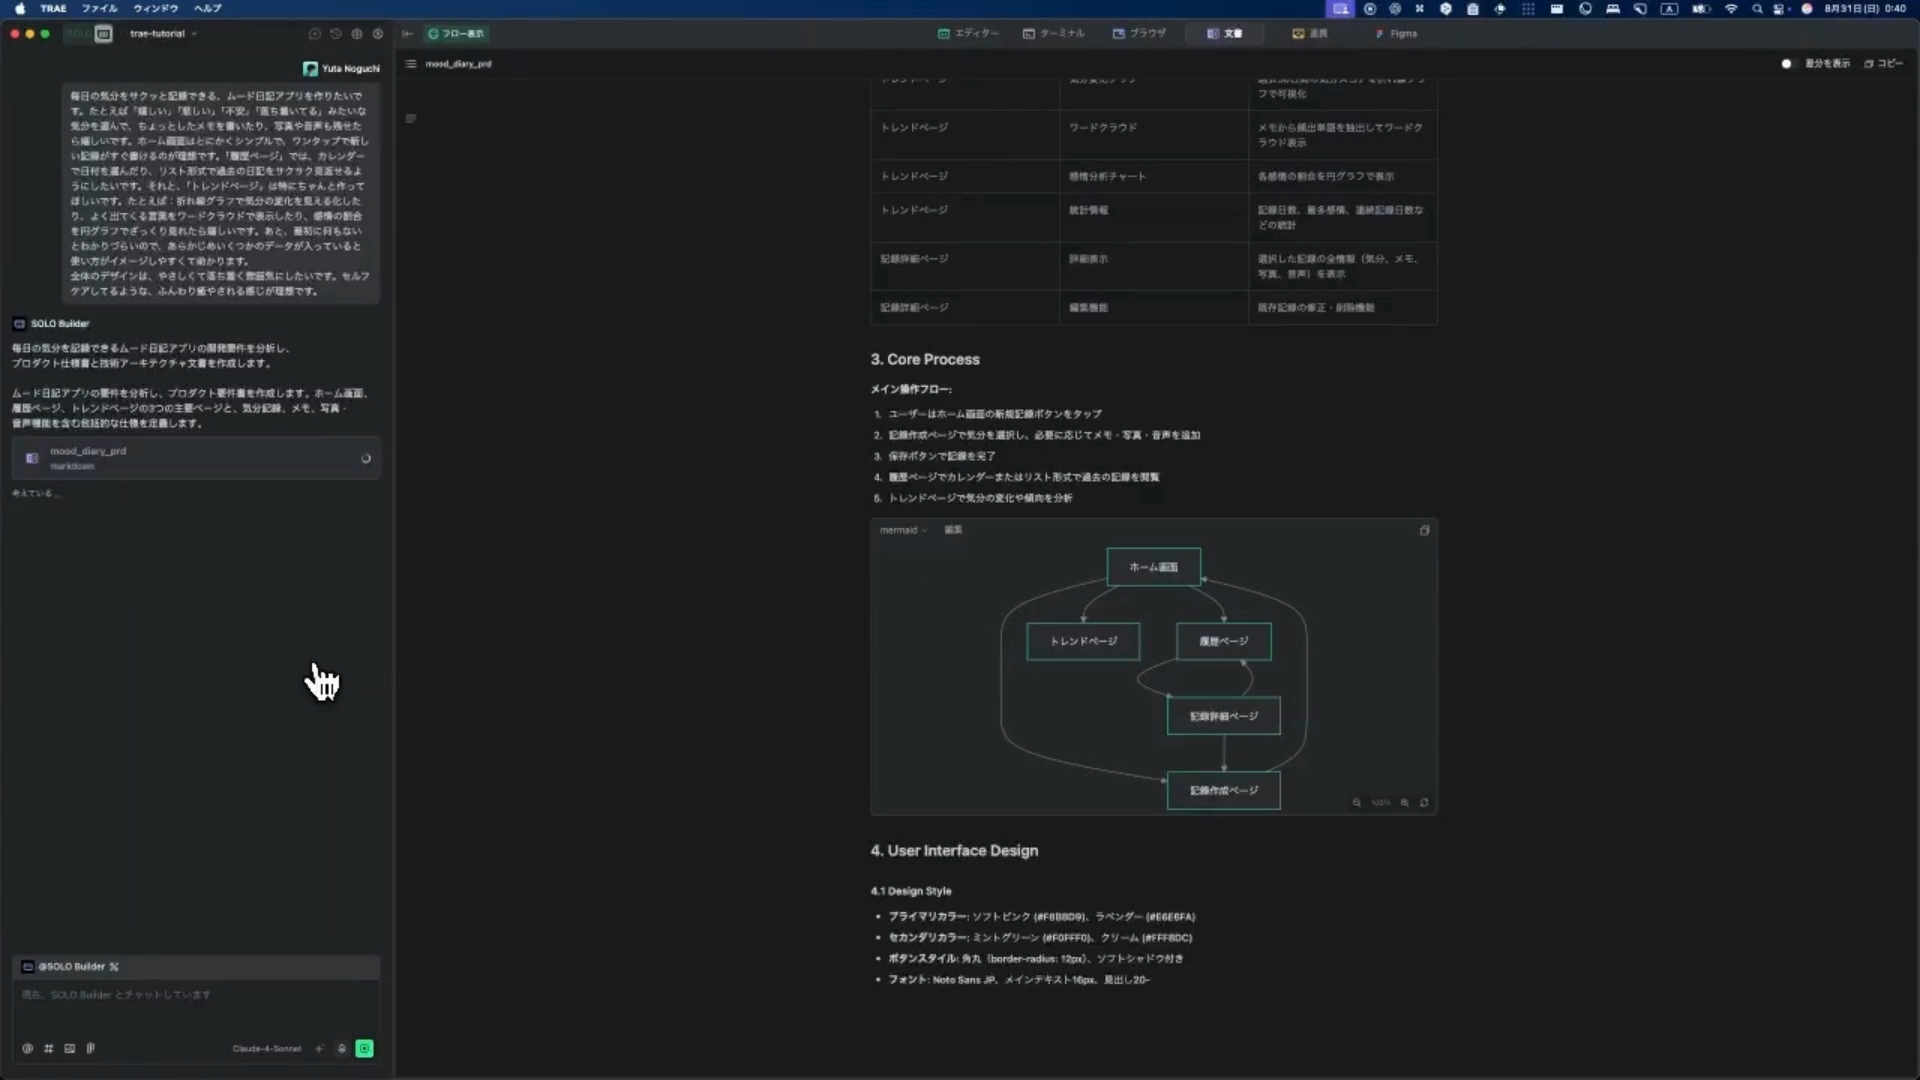 TRAE ファイル ウィンドウ ヘルプ
8月31日(日) 0:40
SOLO
trae-tutorial
フロー表示
エディター
ターミナル
ブラウザ
文書
連携
Figma
Yuta Noguchi
mood_diary_prd
差分を表示
コピー
毎日の気分をサクッと記録できる、ムード日記アプリを作りたいで
す。たとえば「嬉しい」「悲しい」「不安」「落ち着いてる」みたいな
気分を選んで、ちょっとしたメモを書いたり、写真や音声も残せた
ら嬉しいです。ホーム画面はとにかくシンプルで、ワンタップで新し
い記録がすぐ書けるのが理想です。「履歴ページ」では、カレンダー
で日付を選んだり、リスト形式で過去の日記をサクサク見返せるよ
うにしたいです。それと、「トレンドページ」は特にちゃんと作って
ほしいです。たとえば：折れ線グラフで気分の変化を見える化した
り、よく出てくる言葉をワードクラウドで表示したり、感情の割合
を円グラフでざっくり見れたら嬉しいです。あと、最初に何もない
とわかりづらいので、あらかじめいくつかのデータが入っていると
使い方がイメージしやすくて助かります。
全体のデザインは、やさしくて落ち着く雰囲気にしたいです。セルフ
ケアしてるような、ふんわり癒やされる感じが理想です。
SOLO Builder
毎日の気分を記録できるムード日記アプリの開発要件を分析し、
プロダクト仕様書と技術アーキテクチャ文書を作成します。
ムード日記アプリの要件を分析し、プロダクト要件書を作成します。ホーム画面、
履歴ページ、トレンドページの3つの主要ページと、気分記録、メモ、写真・
音声機能を含む包括的な仕様を定義します。
mood_diary_prd
markdown
考えている...
@SOLO Builder
現在、SOLO Builder とチャットしています
Claude-4-Sonnet
フで可視化
トレンドページ
ワードクラウド
メモから頻出単語を抽出してワードク
ラウド表示
トレンドページ
感情分析チャート
各感情の割合を円グラフで表示
トレンドページ
統計情報
記録日数、最多感情、連続記録日数な
どの統計
記録詳細ページ
詳細表示
選択した記録の全情報（気分、メモ、
写真、音声）を表示
記録詳細ページ
編集機能
既存記録の修正・削除機能
3. Core Process
メイン操作フロー:
1. ユーザーはホーム画面の新規記録ボタンをタップ
2. 記録作成ページで気分を選択し、必要に応じてメモ・写真・音声を追加
3. 保存ボタンで記録を完了
4. 履歴ページでカレンダーまたはリスト形式で過去の記録を閲覧
5. トレンドページで気分の変化や傾向を分析
mermaid
編集
ホーム画面
トレンドページ
履歴ページ
記録詳細ページ
記録作成ページ
4. User Interface Design
4.1 Design Style
• プライマリカラー: ソフトピンク (#F8B8D9)、ラベンダー (#E6E6FA)
• セカンダリカラー: ミントグリーン (#F0FFF0)、クリーム (#FFF8DC)
• ボタンスタイル: 角丸（border-radius: 12px）、ソフトシャドウ付き
• フォント: Noto Sans JP、メインテキスト16px、見出し20-